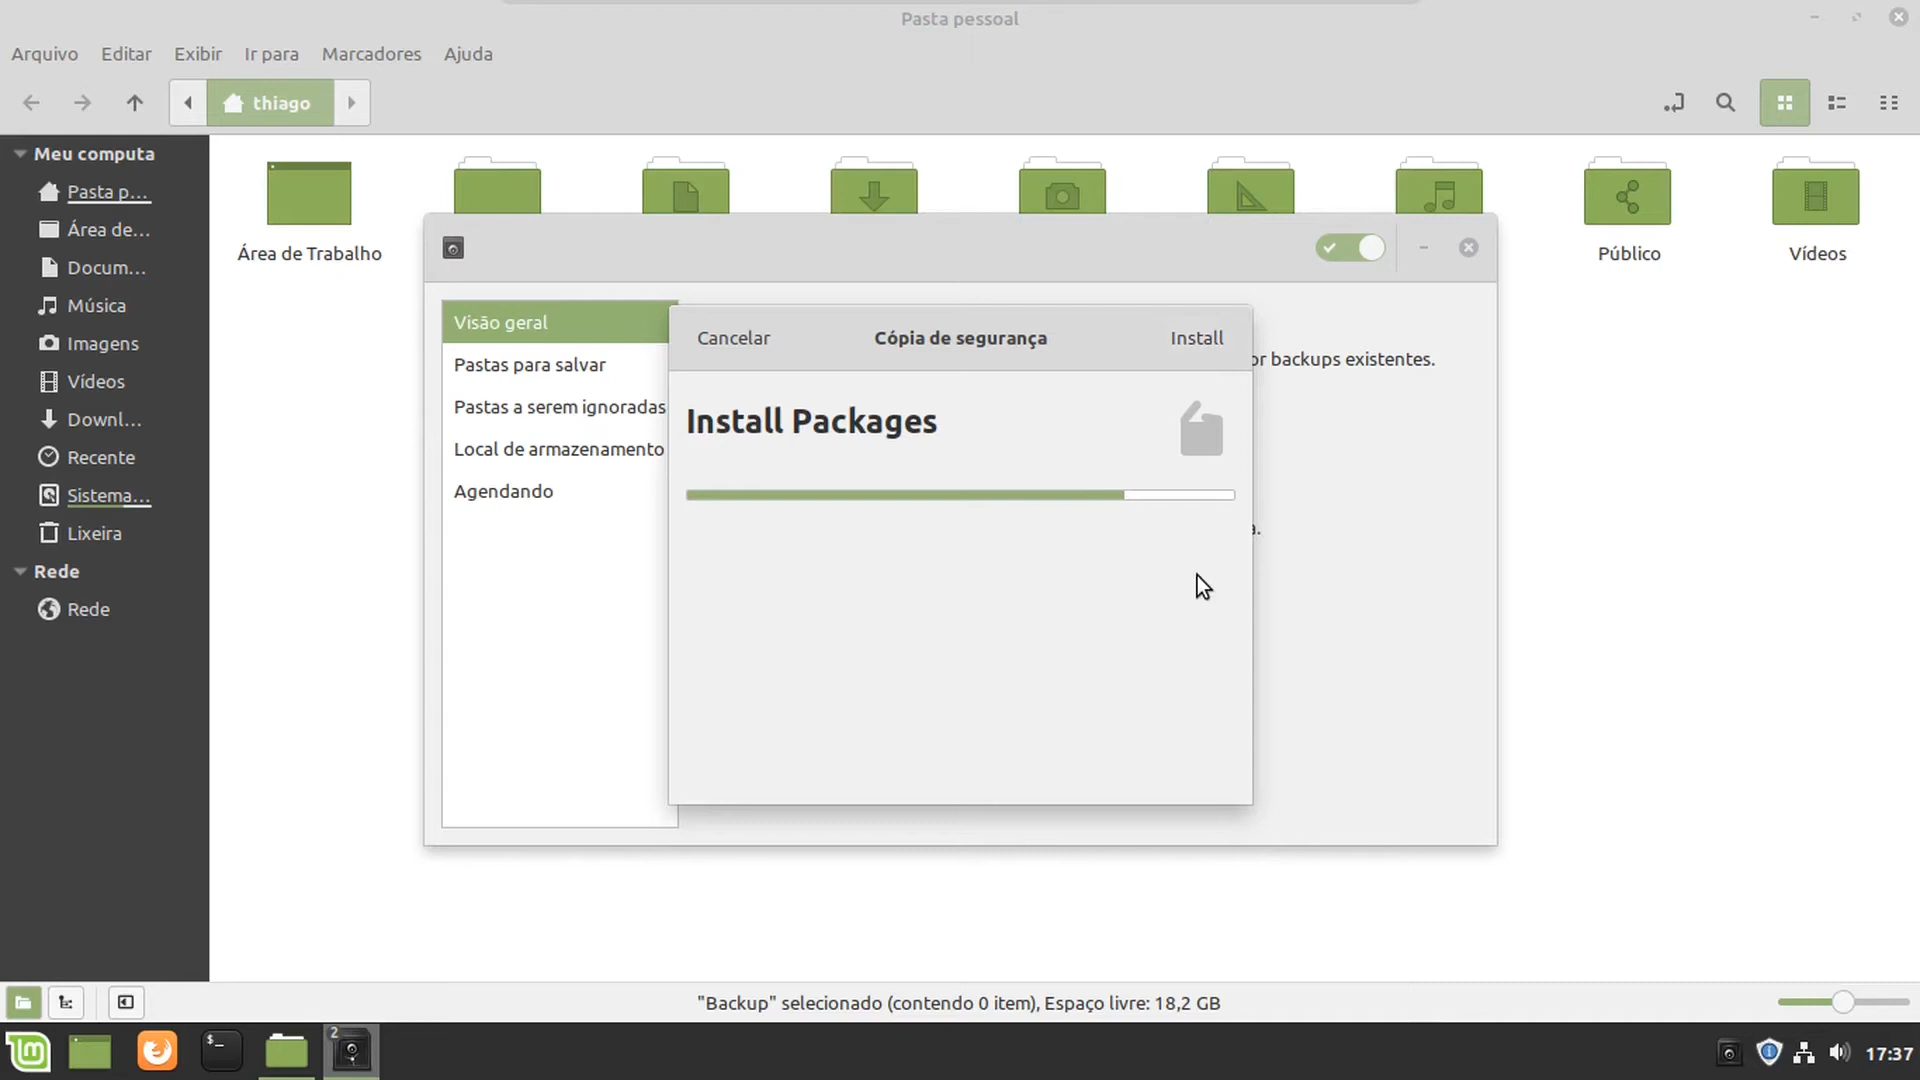 Pasta pessoal
Arquivo Editar Exibir Ir para Marcadores Ajuda
thiago
Meu computa
Pasta p...
Área de...
Docum...
Música
Imagens
Vídeos
Downl...
Recente
Sistema...
Lixeira
Rede
Rede
Área de Trabalho
Público
Vídeos
Visão geral
Pastas para salvar
Pastas a serem ignoradas
Local de armazenamento
Agendando
Cancelar Cópia de segurança Install
or backups existentes.
Install Packages
a.
"Backup" selecionado (contendo 0 item), Espaço livre: 18,2 GB
$_
2
17:37